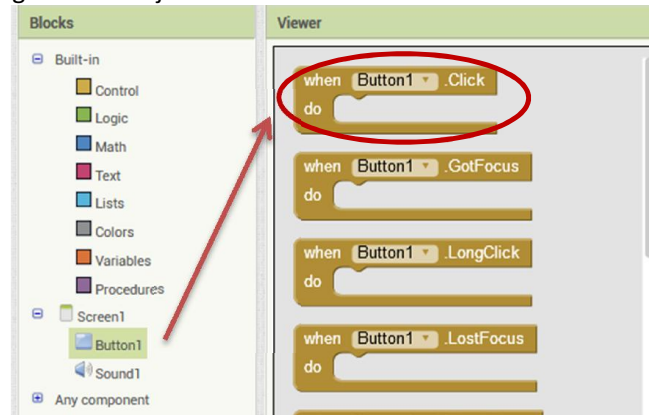 Blocks
Built-in
Control
Logic
Math
Text
Lists
Colors
Variables
Procedures
Screen1
Button1
Sound1
Any component
Viewer
when Button1 .Click
do
when Button1 .GotFocus
do
when Button1 .LongClick
do
when Button1 .LostFocus
do